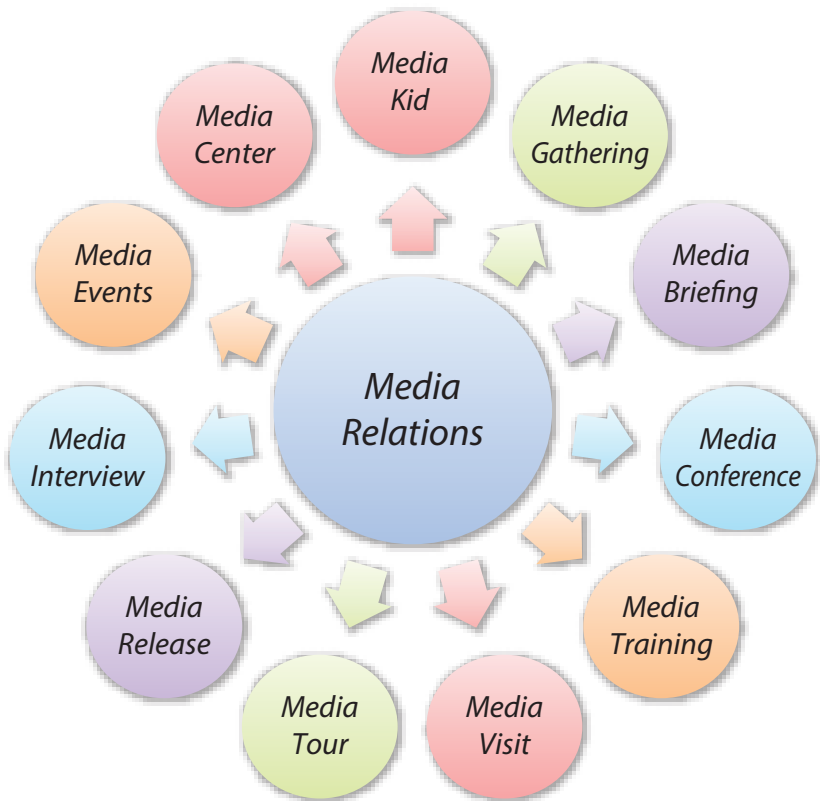 Media
Kid
Media
Gathering
Media
Briefing
Media
Conference
Media
Training
Media
Visit
Media
Tour
Media
Release
Media
Interview
Media
Events
Media
Center
Media
Relations